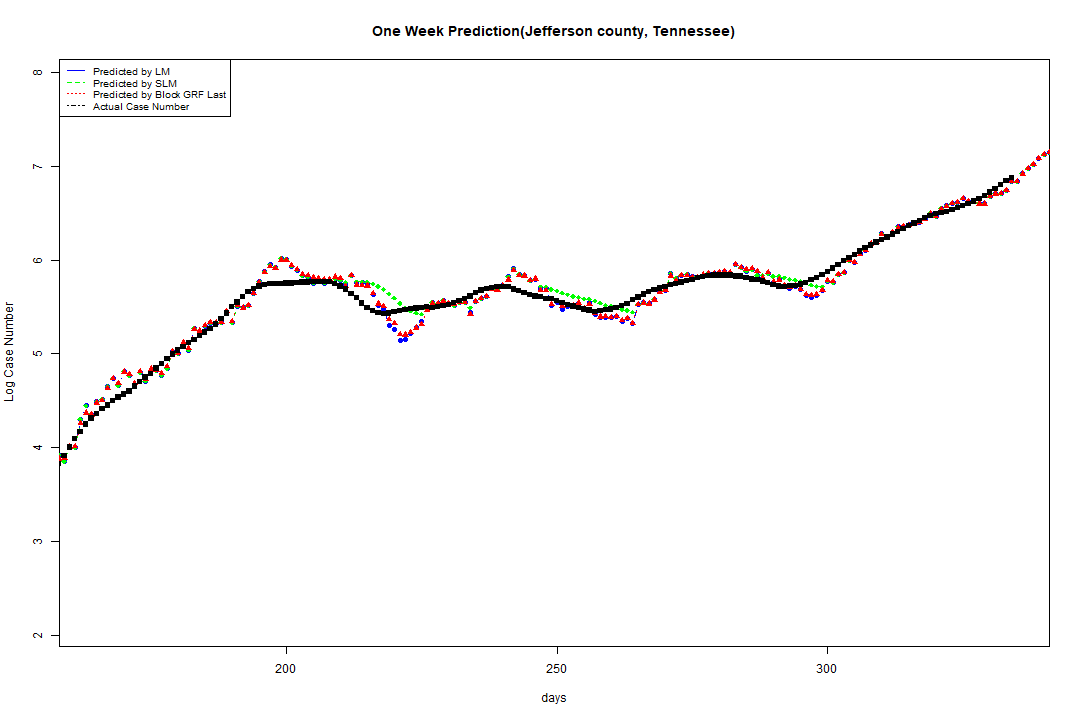 One Week Prediction(Jefferson county, Tennessee)
Predicted by LM
Predicted by SLM
Predicted by Block GRF Last
Actual Case Number
8
7
6
5
4
3
2
Log Case Number
200
250
300
days